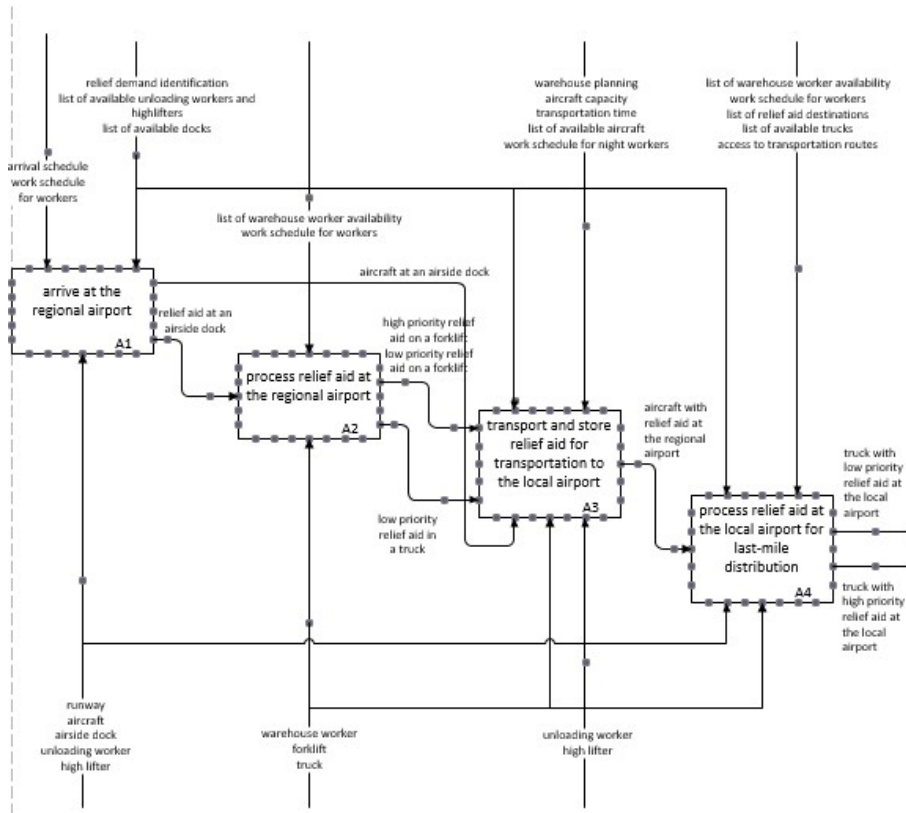 relief demand identification
list of available unloading workers and
highlifters
list of available docks
warehouse planning
aircraft capacity
transportation time
list of available aircraft
work schedule for night workers
list of warehouse worker availability
work schedule for workers
list of relief aid destinations
list of available trucks
access to transportation routes
arrival schedule
work schedule
for workers
list of warehouse worker availability
work schedule for workers
aircraft at an airside dock
arrive at the
regional airport
A1
relief aid at an
airside dock
high priority relief
aid on a forklift
low priority relief
aid on a forklift
process relief aid at
the regional airport
A2
aircraft with
relief aid at
the regional
airport
transport and store
relief aid for
transportation to
the local airport
A3
low priority
relief aid in
a truck
truck with
low priority
relief aid at
the local
airport
process relief aid at
the local airport for
last-mile
distribution
A4
truck with
high priority
relief aid at
the local
airport
runway
aircraft
airside dock
unloading worker
high lifter
warehouse worker
forklift
truck
unloading worker
high lifter